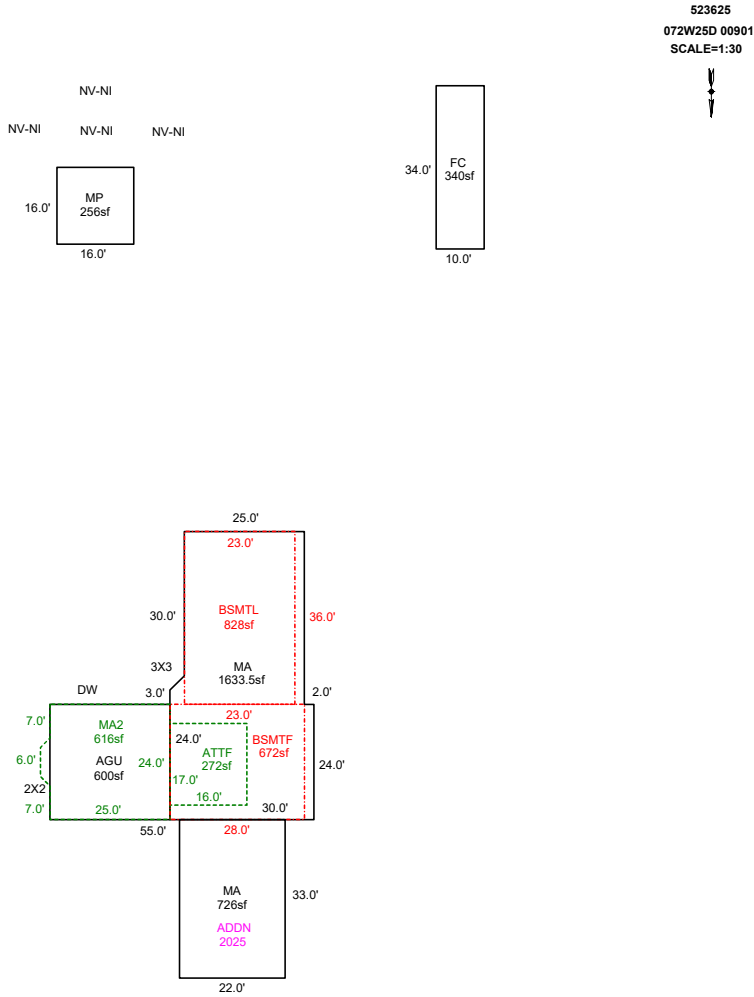 523625
072W25D 00901
SCALE=1:30
NV-NI
NV-NI NV-NI NV-NI
MP
256sf
16.0'
16.0'
FC
340sf
34.0'
10.0'
25.0'
23.0'
30.0'
BSMTL
828sf
36.0'
3X3
MA
1633.5sf
DW
3.0'
2.0'
7.0'
MA2
616sf
23.0'
24.0'
BSMTF
672sf
ATTF
272sf
6.0'
AGU
600sf
24.0'
24.0'
17.0'
2X2
16.0'
7.0'
25.0'
30.0'
55.0'
28.0'
MA
726sf
33.0'
ADDN
2025
22.0'